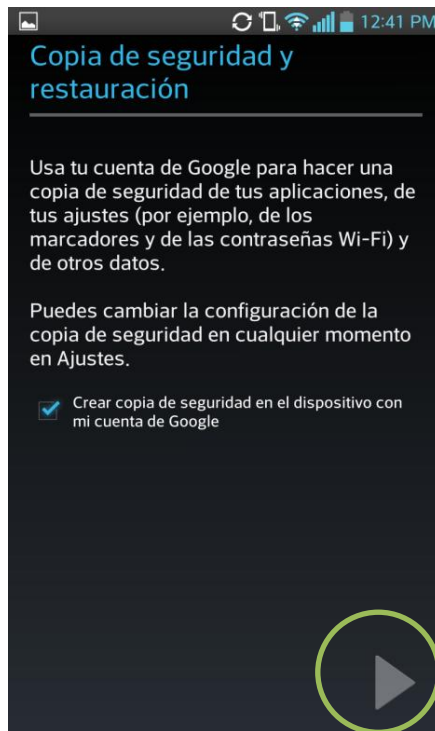 12:41 PM
Copia de seguridad y
restauración
Usa tu cuenta de Google para hacer una
copia de seguridad de tus aplicaciones, de
tus ajustes (por ejemplo, de los
marcadores y de las contraseñas Wi-Fi) y
de otros datos.
Puedes cambiar la configuración de la
copia de seguridad en cualquier momento
en Ajustes.
Crear copia de seguridad en el dispositivo con
mi cuenta de Google